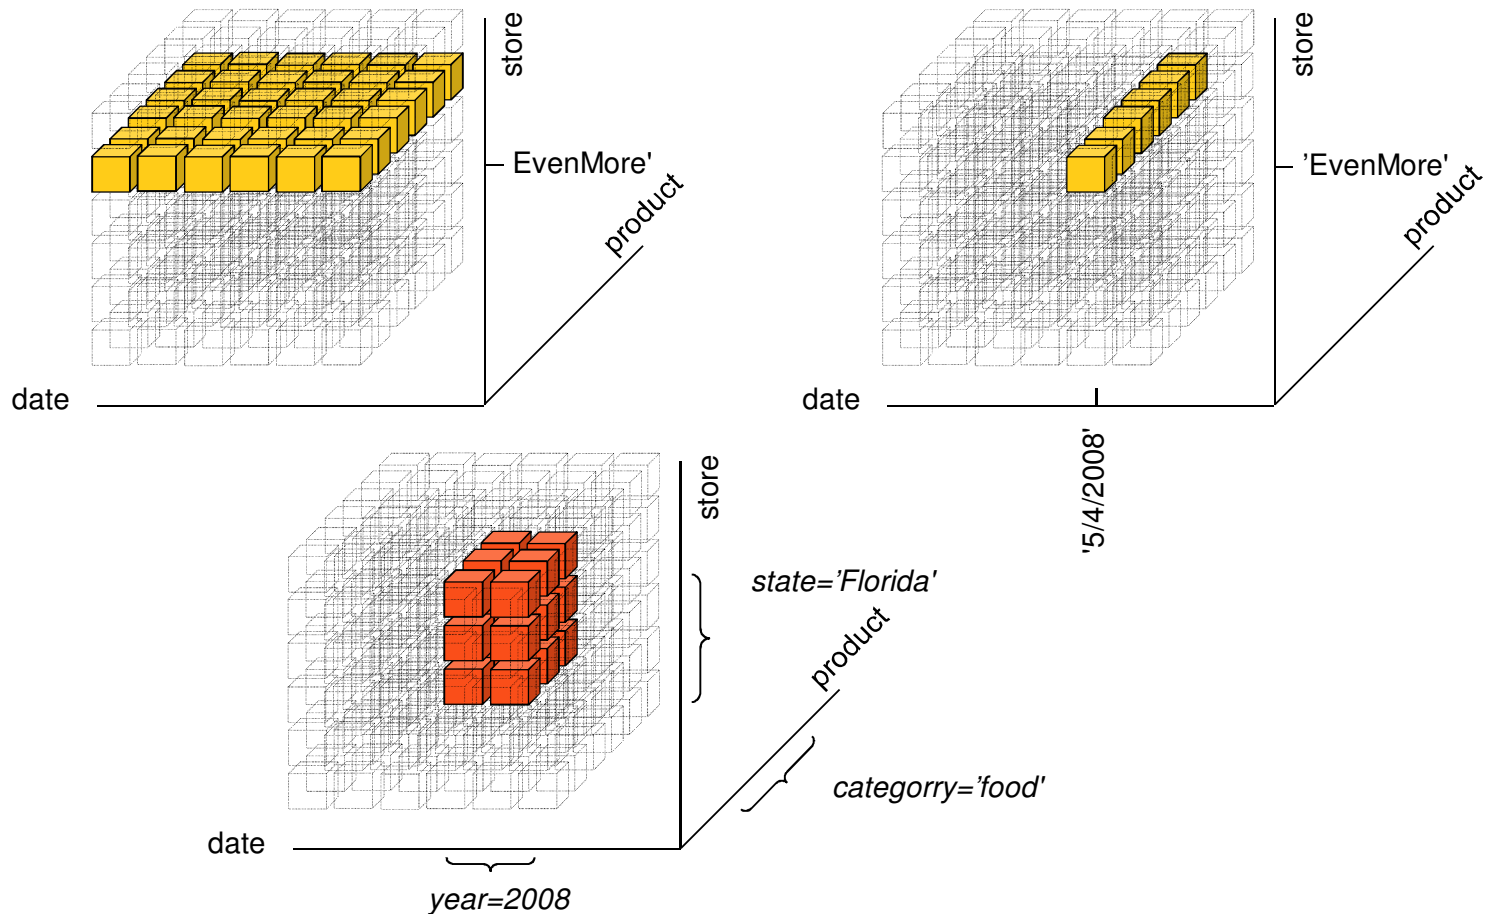 store
EvenMore'
product
date
store
'EvenMore'
product
date
'5/4/2008'
store
state='Florida'
product
categorry='food'
date
year=2008